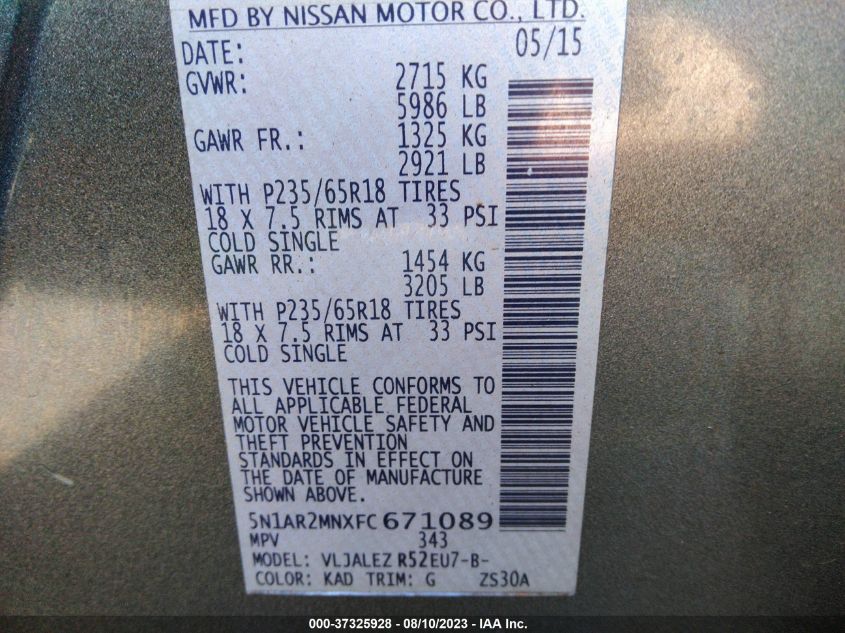 MFD BY NISSAN MOTOR CO., LTD.
DATE: 05/15
GVWR: 2715 KG
5986 LB
GAWR FR.: 1325 KG
2921 LB
WITH P235/65R18 TIRES
18 X 7.5 RIMS AT 33 PSI
COLD SINGLE
GAWR RR.: 1454 KG
3205 LB
WITH P235/65R18 TIRES
18 X 7.5 RIMS AT 33 PSI
COLD SINGLE
THIS VEHICLE CONFORMS TO
ALL APPLICABLE FEDERAL
MOTOR VEHICLE SAFETY AND
THEFT PREVENTION
STANDARDS IN EFFECT ON
THE DATE OF MANUFACTURE
SHOWN ABOVE.
5N1AR2MNXFC671089
MPV 343
MODEL: VLJALEZ R52EU7-B-
COLOR: KAD TRIM: G ZS30A
000-37325928 - 08/10/2023 - IAA Inc.